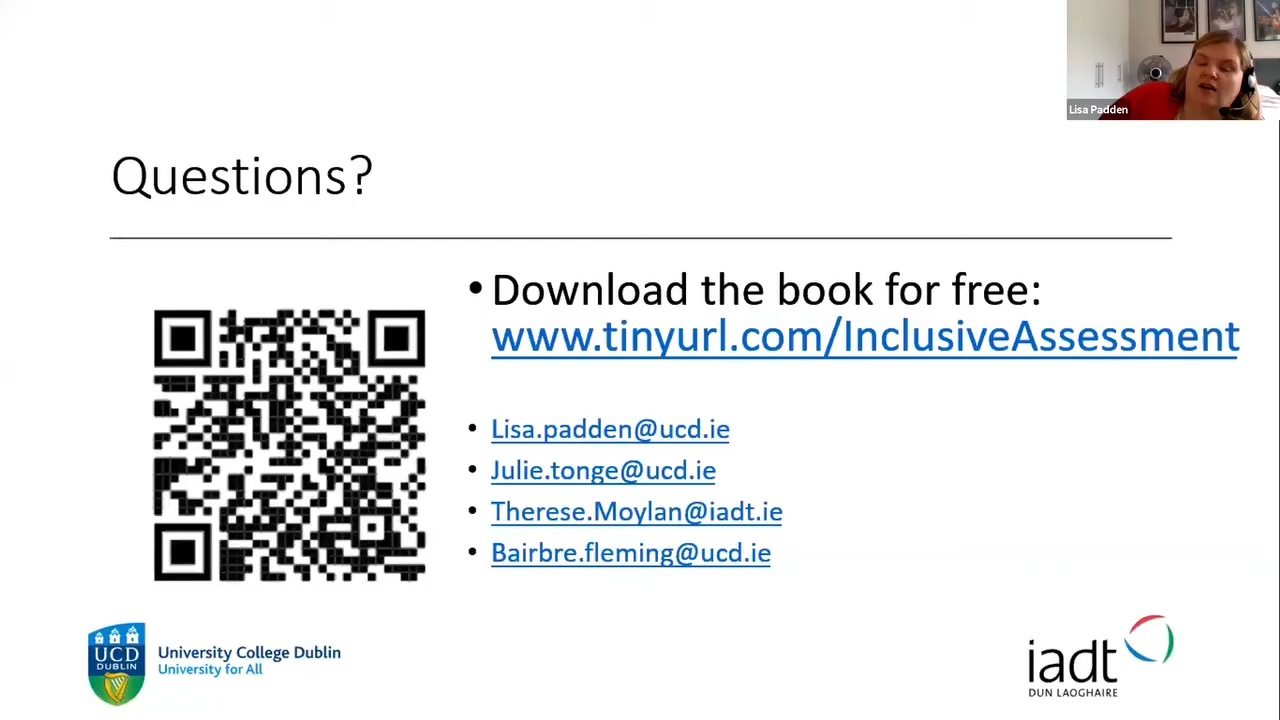 Lisa Padden
Questions?
• Download the book for free:
www.tinyurl.com/InclusiveAssessment
• Lisa.padden@ucd.ie
• Julie.tonge@ucd.ie
• Therese.Moylan@iadt.ie
• Bairbre.fleming@ucd.ie
UCD
DUBLIN
University College Dublin
University for All
iadt
DUN LAOGHAIRE